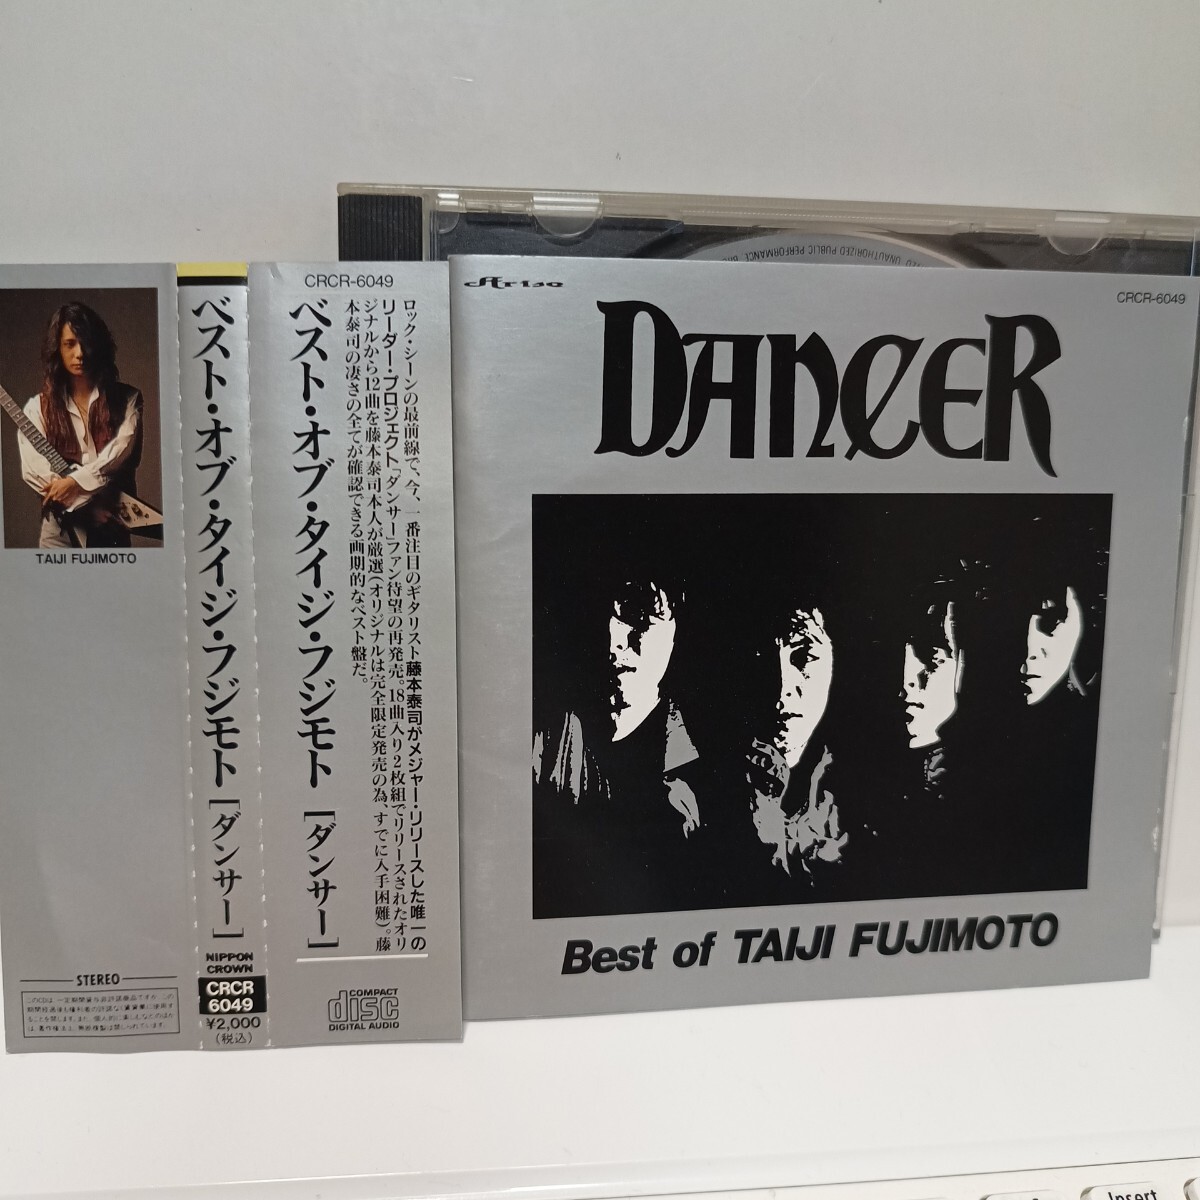 TAIJI FUJIMOTO
STEREO
ベスト・オブ・タイジ・フジモト[ダンサー]
NIPPON
CROWN
CRCR
6049
¥2,000
(税込)
CRCR-6049
ベスト・オブ・タイジ・フジモト[ダンサー]
ロック・シーンの最前線で、今、一番注目のギタリスト藤本泰司がメジャー・リリースした唯一の
リーダー・プロジェクト「ダンサー」ファン待望の再発売。18曲入り2枚組でリリースされたオリ
ジナルから12曲を藤本泰司本人が厳選(オリジナルは完全限定発売の為、すでに入手困難)。藤
本泰司の凄さの全てが確認できる画期的なベスト盤だ。
COMPACT
disc
DIGITAL AUDIO
UNAUTHORIZED PUBLIC PERFORMANCE
Arise
CRCR-6049
DANCER
Best of TAIJI FUJIMOTO
Insert